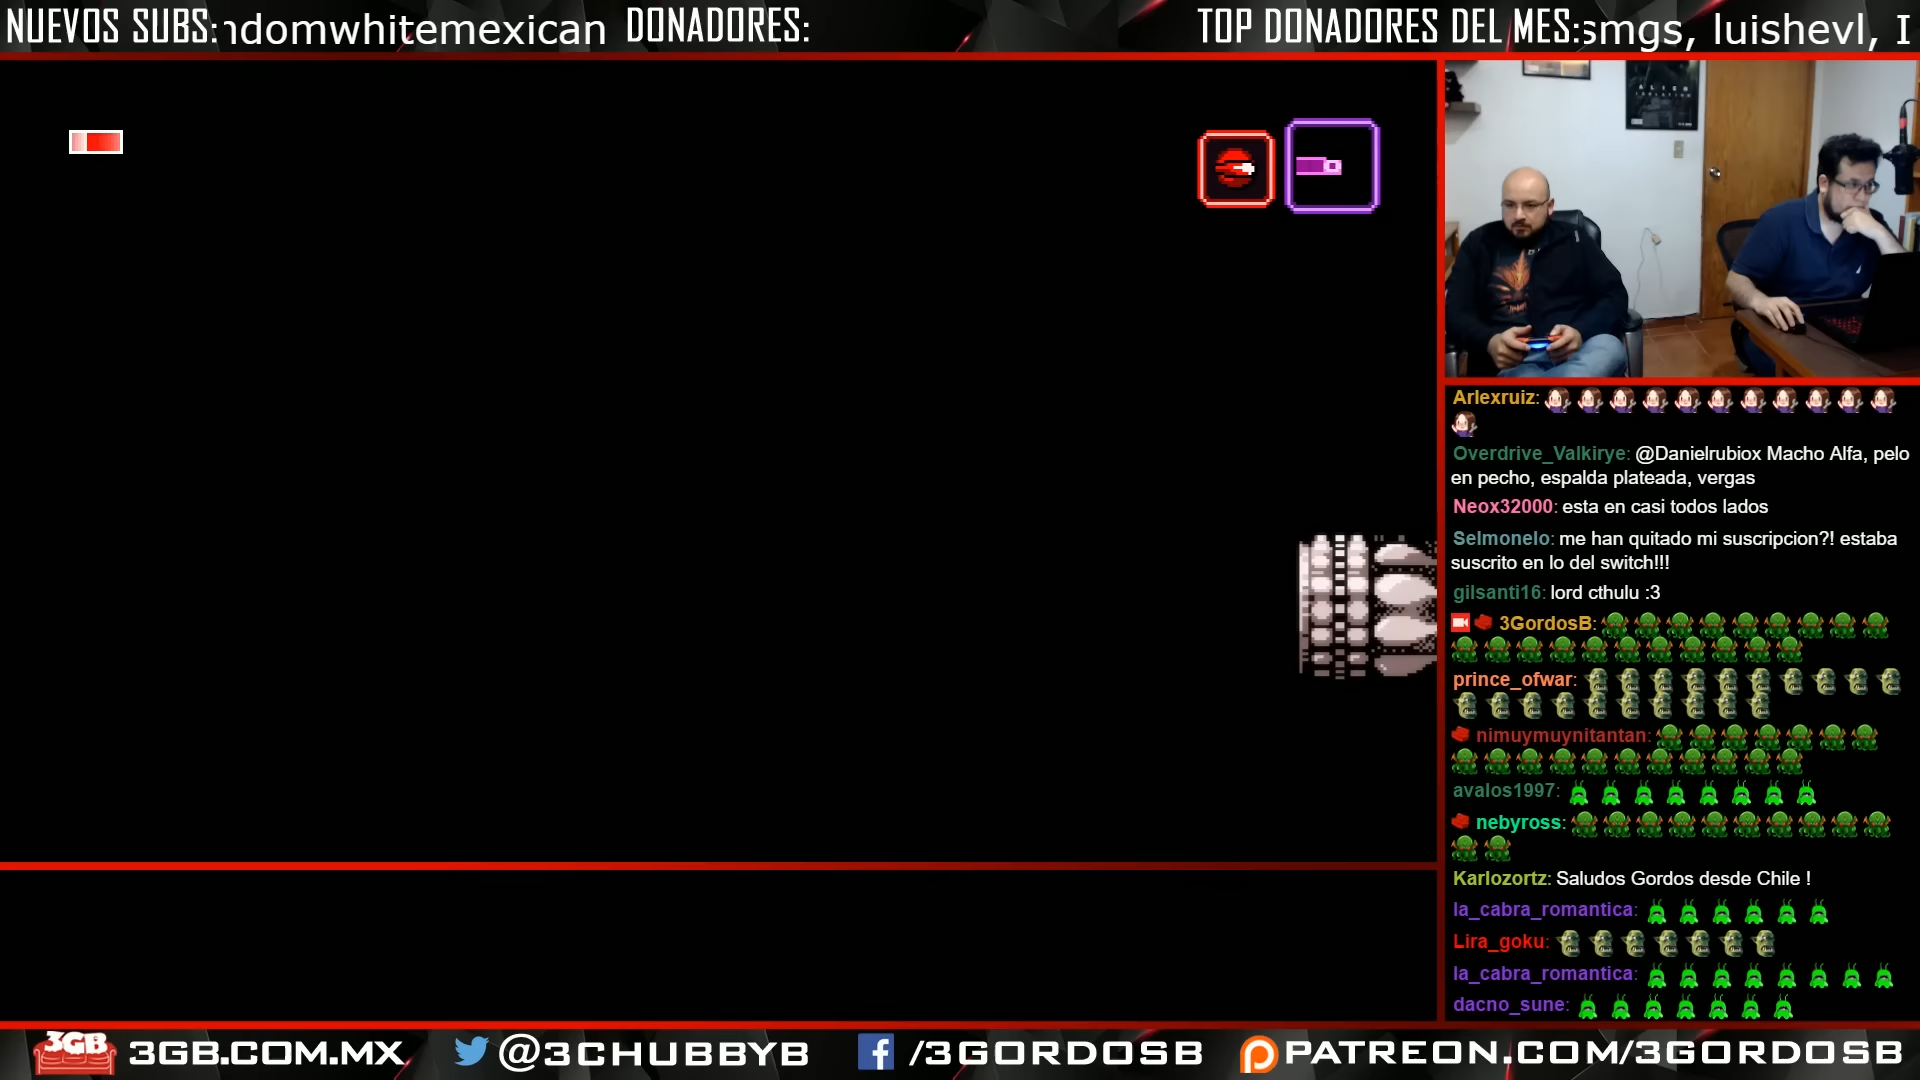 NUEVOS SUBS: ndomwhitemexican DONADORES: TOP DONADORES DEL MES: smgs, luishevl, I
ALIEN
Arlexruiz:
Overdrive_Valkirye: @Danielrubiox Macho Alfa, pelo
en pecho, espalda plateada, vergas
Neox32000: esta en casi todos lados
Selmonelo: me han quitado mi suscripcion?! estaba
suscrito en lo del switch!!!
gilsanti16: lord cthulu :3
3GordosB:
prince_ofwar:
nimuymuynitantan:
avalos1997:
nebyross:
Karlozortz: Saludos Gordos desde Chile !
la_cabra_romantica:
Lira_goku:
la_cabra_romantica:
dacno_sune:
3GB 3GB.COM.MX @3CHUBBYB /3GORDOSB PATREON.COM/3GORDOSB